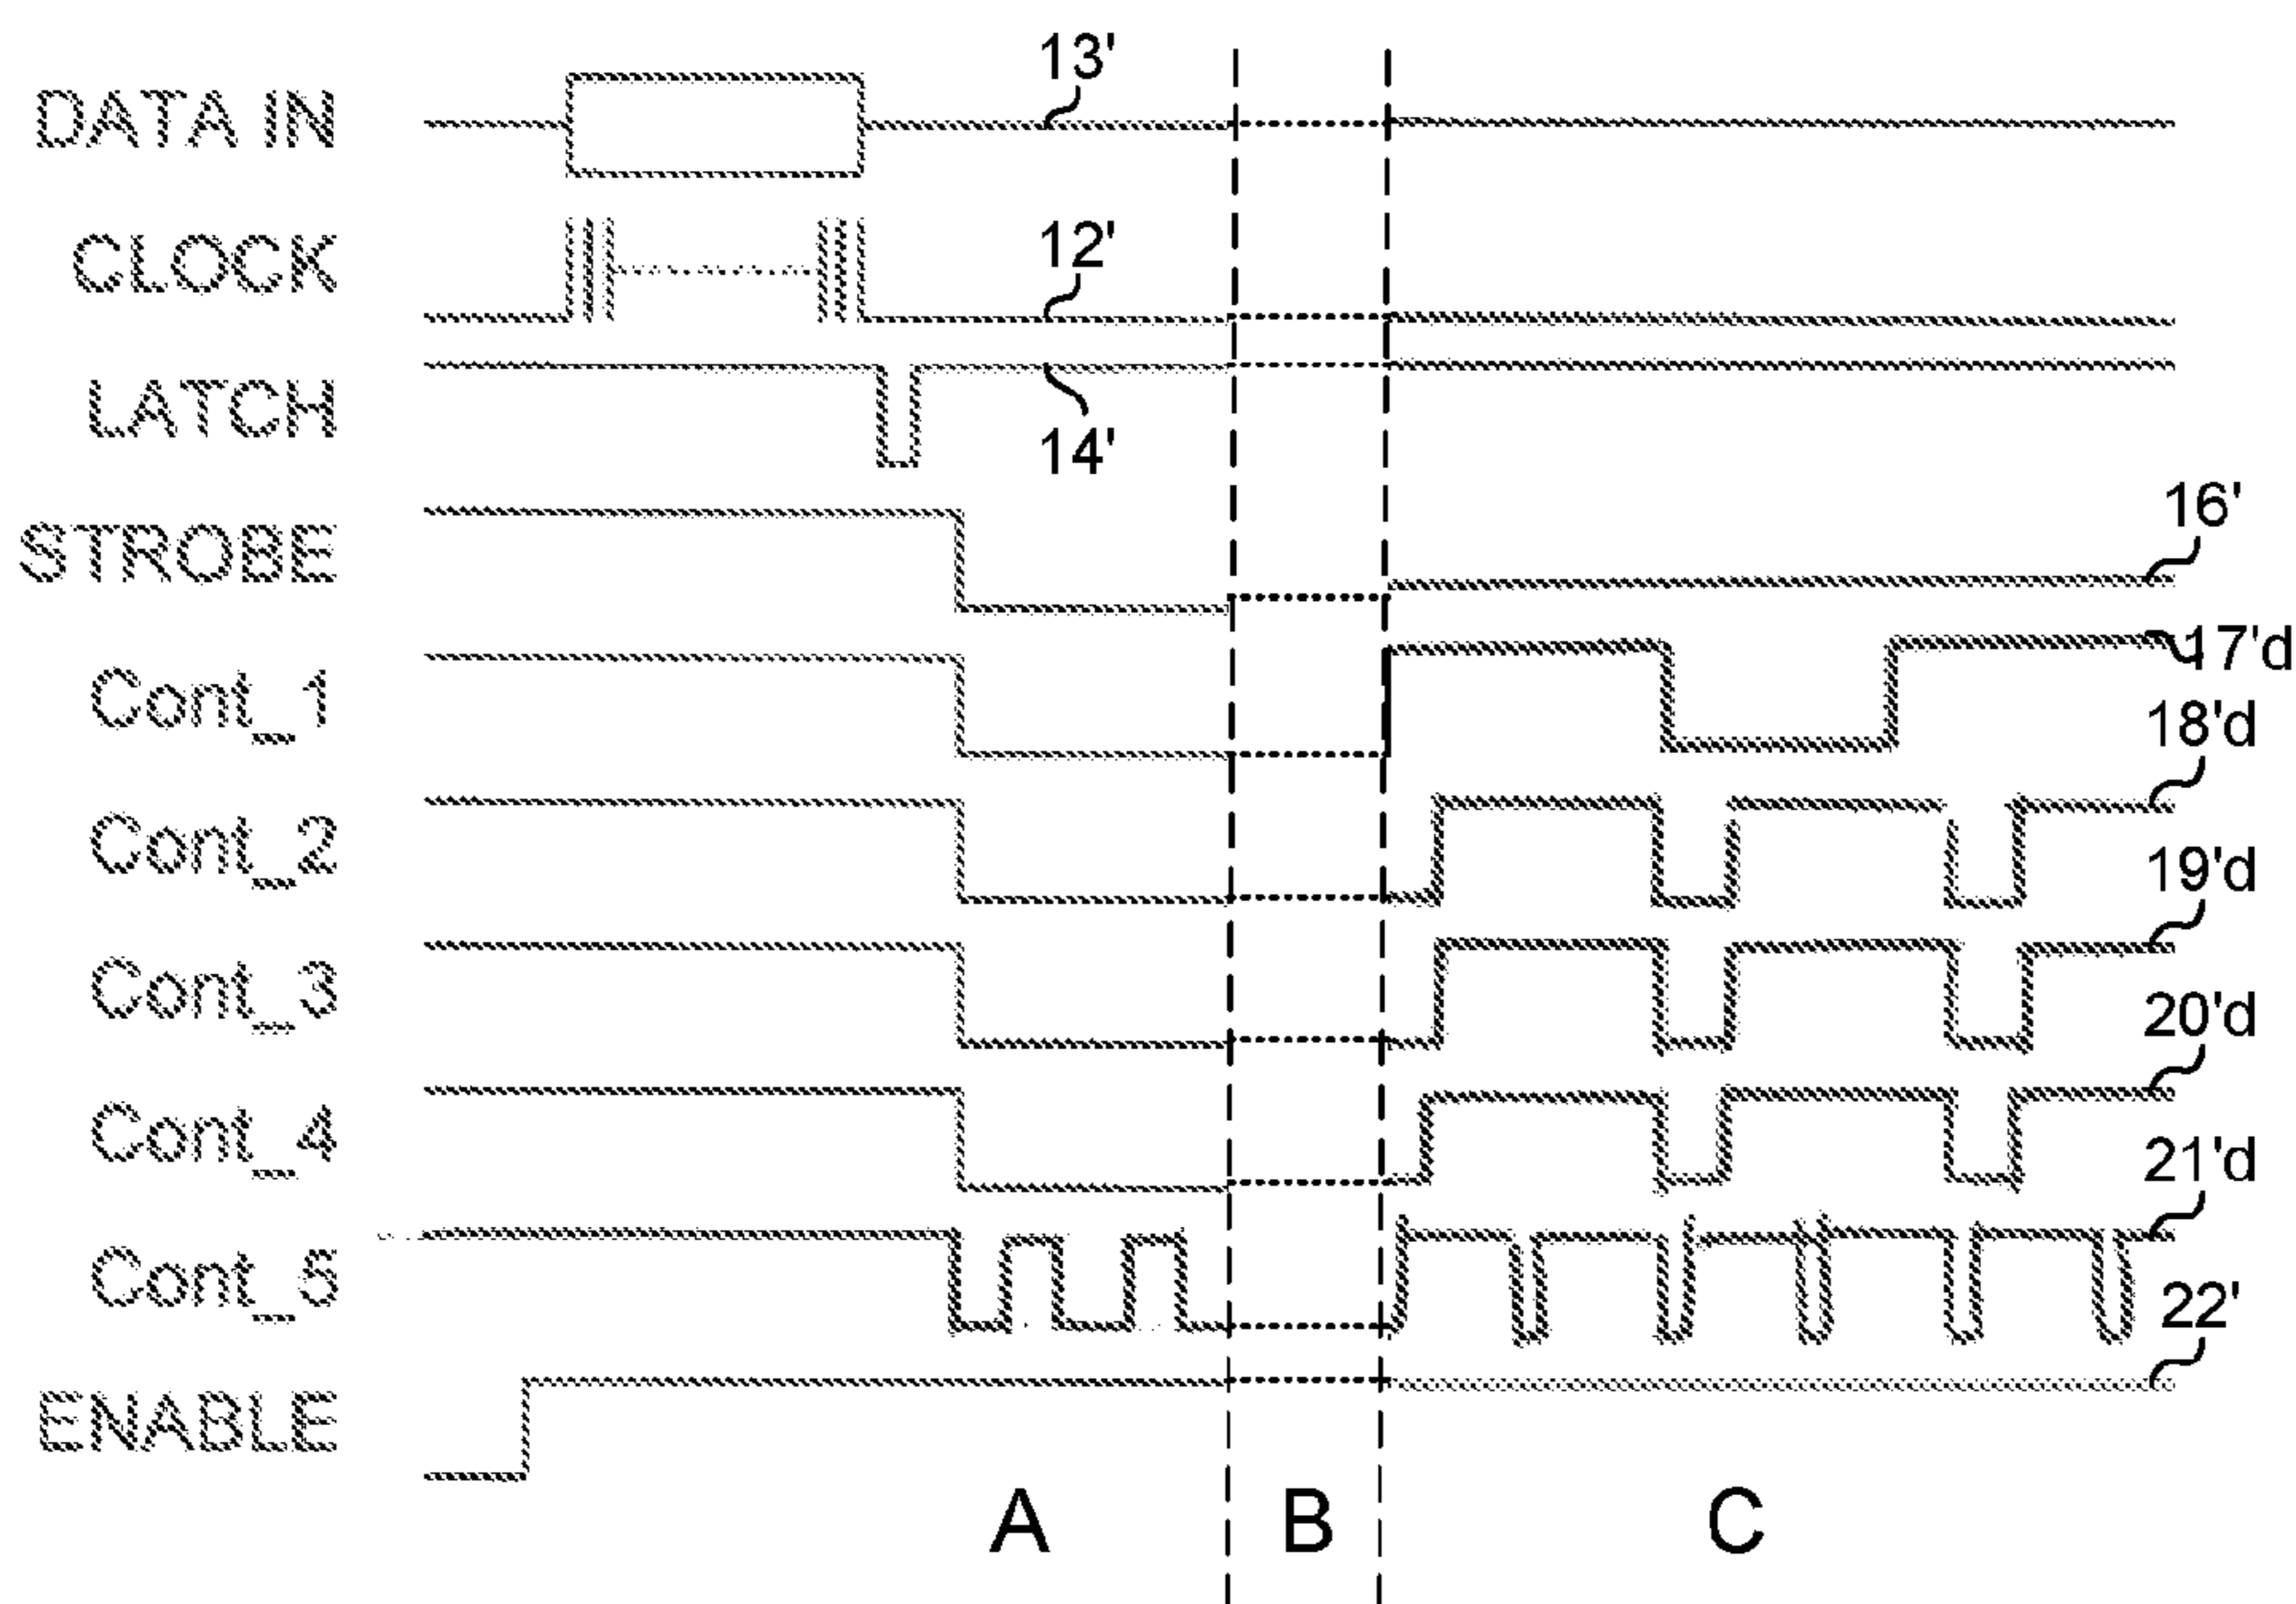 DATA IN
13'
CLOCK
12'
LATCH
14'
STROBE
16'
Cont_1
17'd
Cont_2
18'd
Cont_3
19'd
Cont_4
20'd
Cont_5
21'd
ENABLE
22'
A
B
C